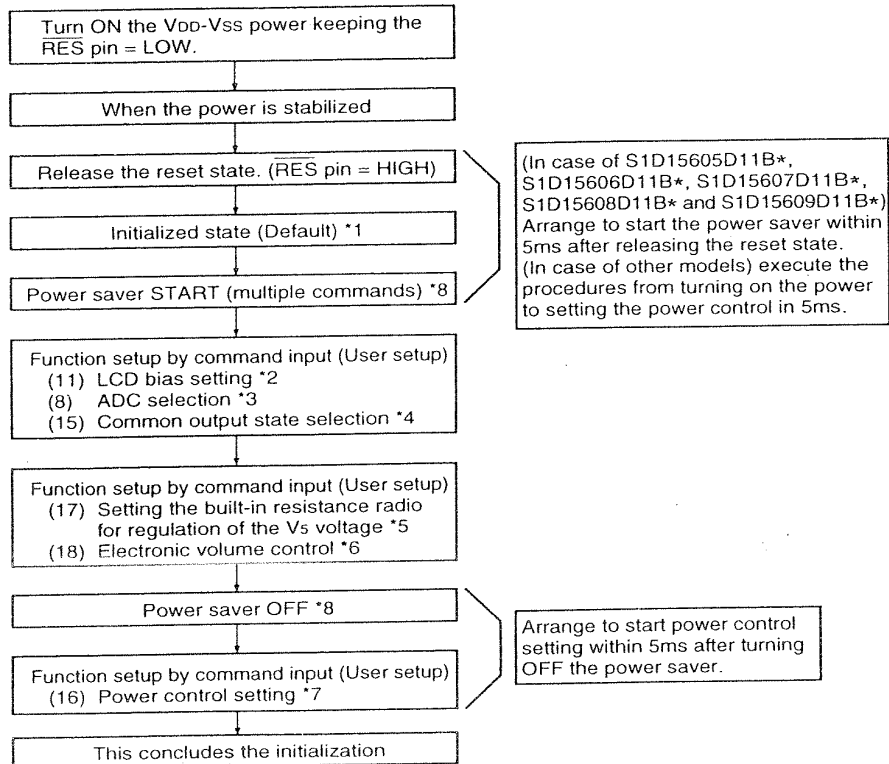 Turn ON the VDD-VSS power keeping the
RES pin = LOW.
When the power is stabilized
Release the reset state. (RES pin = HIGH)
Initialized state (Default) *1
Power saver START (multiple commands) *8
(In case of S1D15605D11B*,
S1D15606D11B*, S1D15607D11B*,
S1D15608D11B* and S1D15609D11B*)
Arrange to start the power saver within
5ms after releasing the reset state.
(In case of other models) execute the
procedures from turning on the power
to setting the power control in 5ms.
Function setup by command input (User setup)
(11) LCD bias setting *2
(8) ADC selection *3
(15) Common output state selection *4
Function setup by command input (User setup)
(17) Setting the built-in resistance radio
for regulation of the V5 voltage *5
(18) Electronic volume control *6
Power saver OFF *8
Function setup by command input (User setup)
(16) Power control setting *7
Arrange to start power control
setting within 5ms after turning
OFF the power saver.
This concludes the initialization